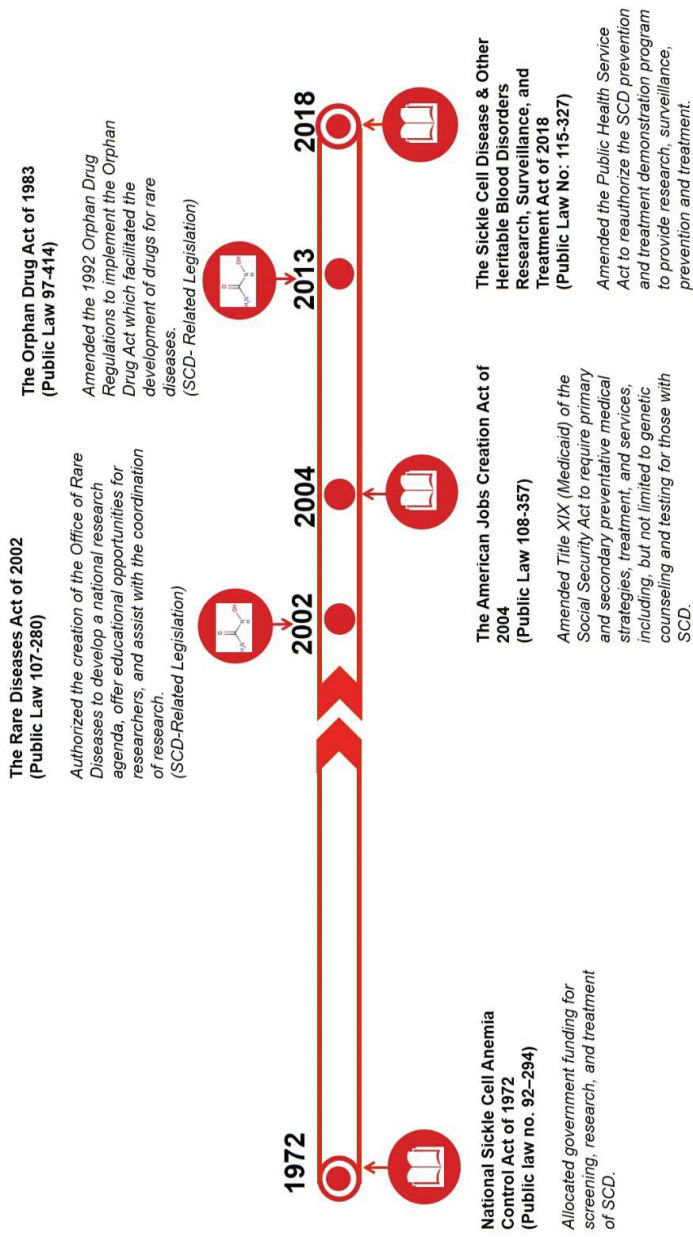 The Rare Diseases Act of 2002
(Public Law 107-280)
Authorized the creation of the Office of Rare
Diseases to develop a national research
agenda, offer educational opportunities for
researchers, and assist with the coordination
of research.
(SCD-Related Legislation)
The Orphan Drug Act of 1983
(Public Law 97-414)
Amended the 1992 Orphan Drug
Regulations to implement the Orphan
Drug Act which facilitated the
development of drugs for rare
diseases.
(SCD- Related Legislation)
H₂N
O
N
H
OH
H₂N
O
N
H
OH
1972
2002
2004
2013
2018
National Sickle Cell Anemia
Control Act of 1972
(Public law no. 92–294)
Allocated government funding for
screening, research, and treatment
of SCD.
The American Jobs Creation Act of
2004
(Public Law 108-357)
Amended Title XIX (Medicaid) of the
Social Security Act to require primary
and secondary preventative medical
strategies, treatment, and services,
including, but not limited to genetic
counseling and testing for those with
SCD.
The Sickle Cell Disease & Other
Heritable Blood Disorders
Research, Surveillance, and
Treatment Act of 2018
(Public Law No: 115-327)
Amended the Public Health Service
Act to reauthorize the SCD prevention
and treatment demonstration program
to provide research, surveillance,
prevention and treatment.